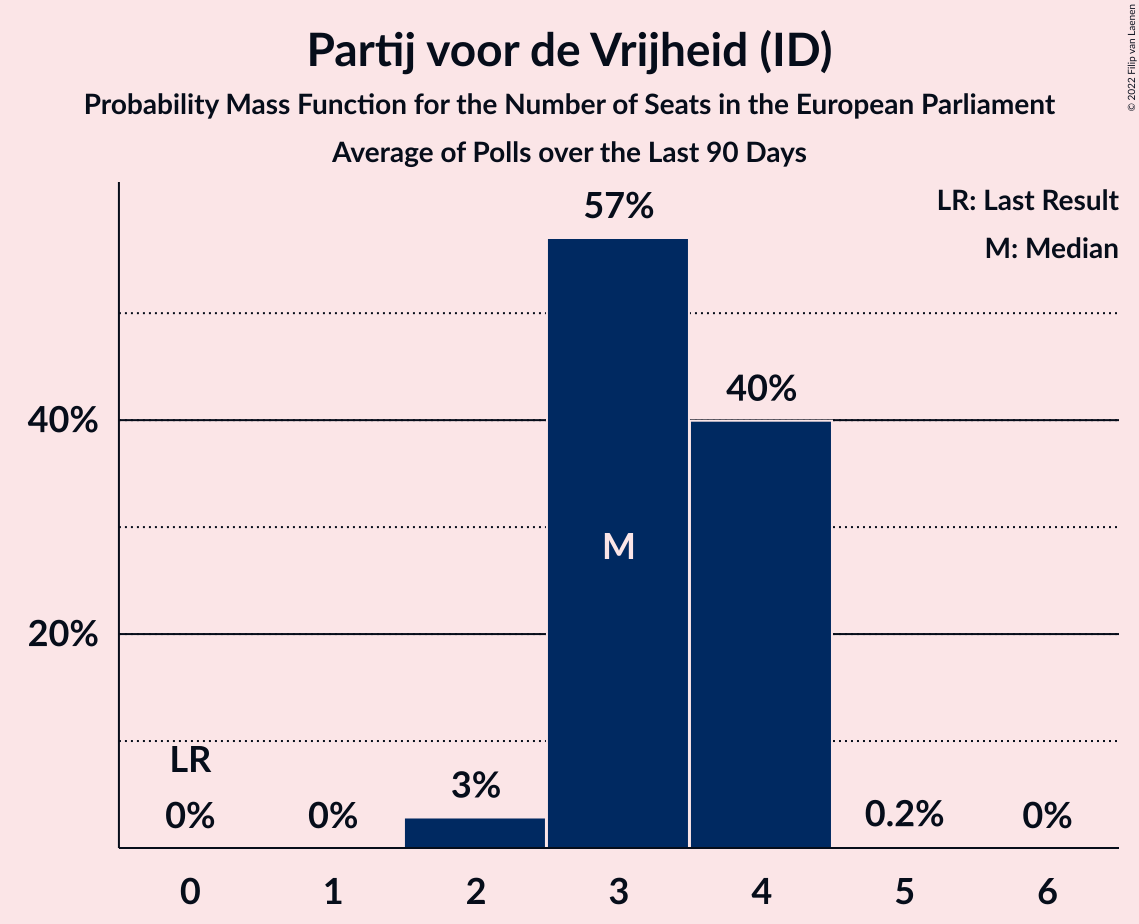 Partij voor de Vrijheid (ID)
Probability Mass Function for the Number of Seats in the European Parliament
Average of Polls over the Last 90 Days
© 2022 Filip van Laenen
LR: Last Result
M: Median
57%
40%
40%
M
20%
LR
0%
0%
3%
0.2%
0%
0
1
2
3
4
5
6